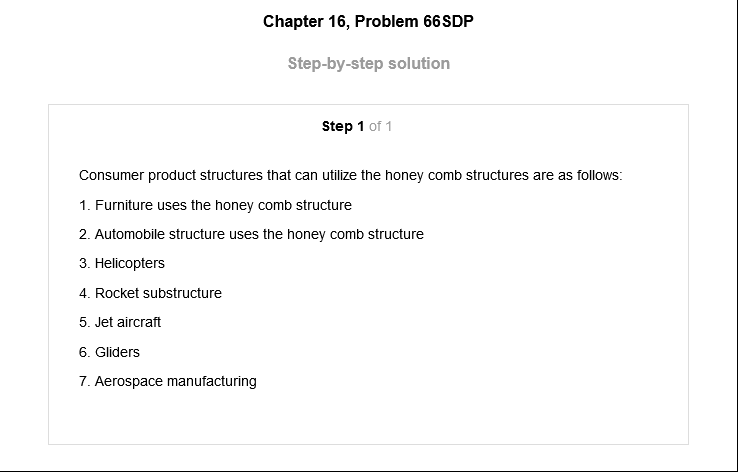 Chapter 16, Problem 66SDP
Step-by-step solution
Step 1 of 1
Consumer product structures that can utilize the honey comb structures are as follows:
1. Furniture uses the honey comb structure
2. Automobile structure uses the honey comb structure
3. Helicopters
4. Rocket substructure
5. Jet aircraft
6. Gliders
7. Aerospace manufacturing